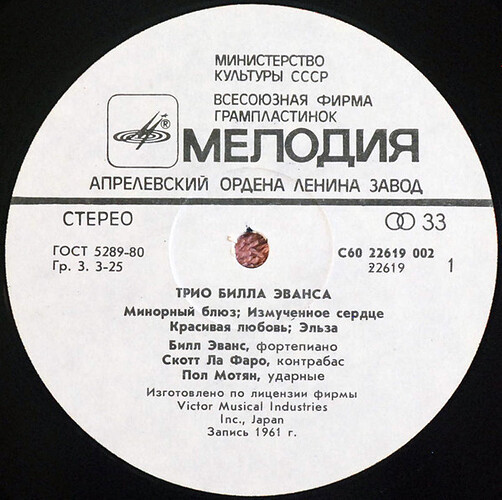 МИНИСТЕРСТВО
КУЛЬТУРЫ СССР
ВСЕСОЮЗНАЯ ФИРМА
ГРАМПЛАСТИНОК
®
МЕЛОДИЯ
АПРЕЛЕВСКИЙ ОРДЕНА ЛЕНИНА ЗАВОД
СТЕРЕО 33
ГОСТ 5289-80 С60 22619 002
Гр. 3. 3-25 22619 1
ТРИО БИЛЛА ЭВАНСА
Минорный блюз; Измученное сердце
Красивая любовь; Эльза
Билл Эванс, фортепиано
Скотт Ла Фаро, контрабас
Пол Мотян, ударные
Изготовлено по лицензии фирмы
Victor Musical Industries
Inc., Japan
Запись 1961 г.